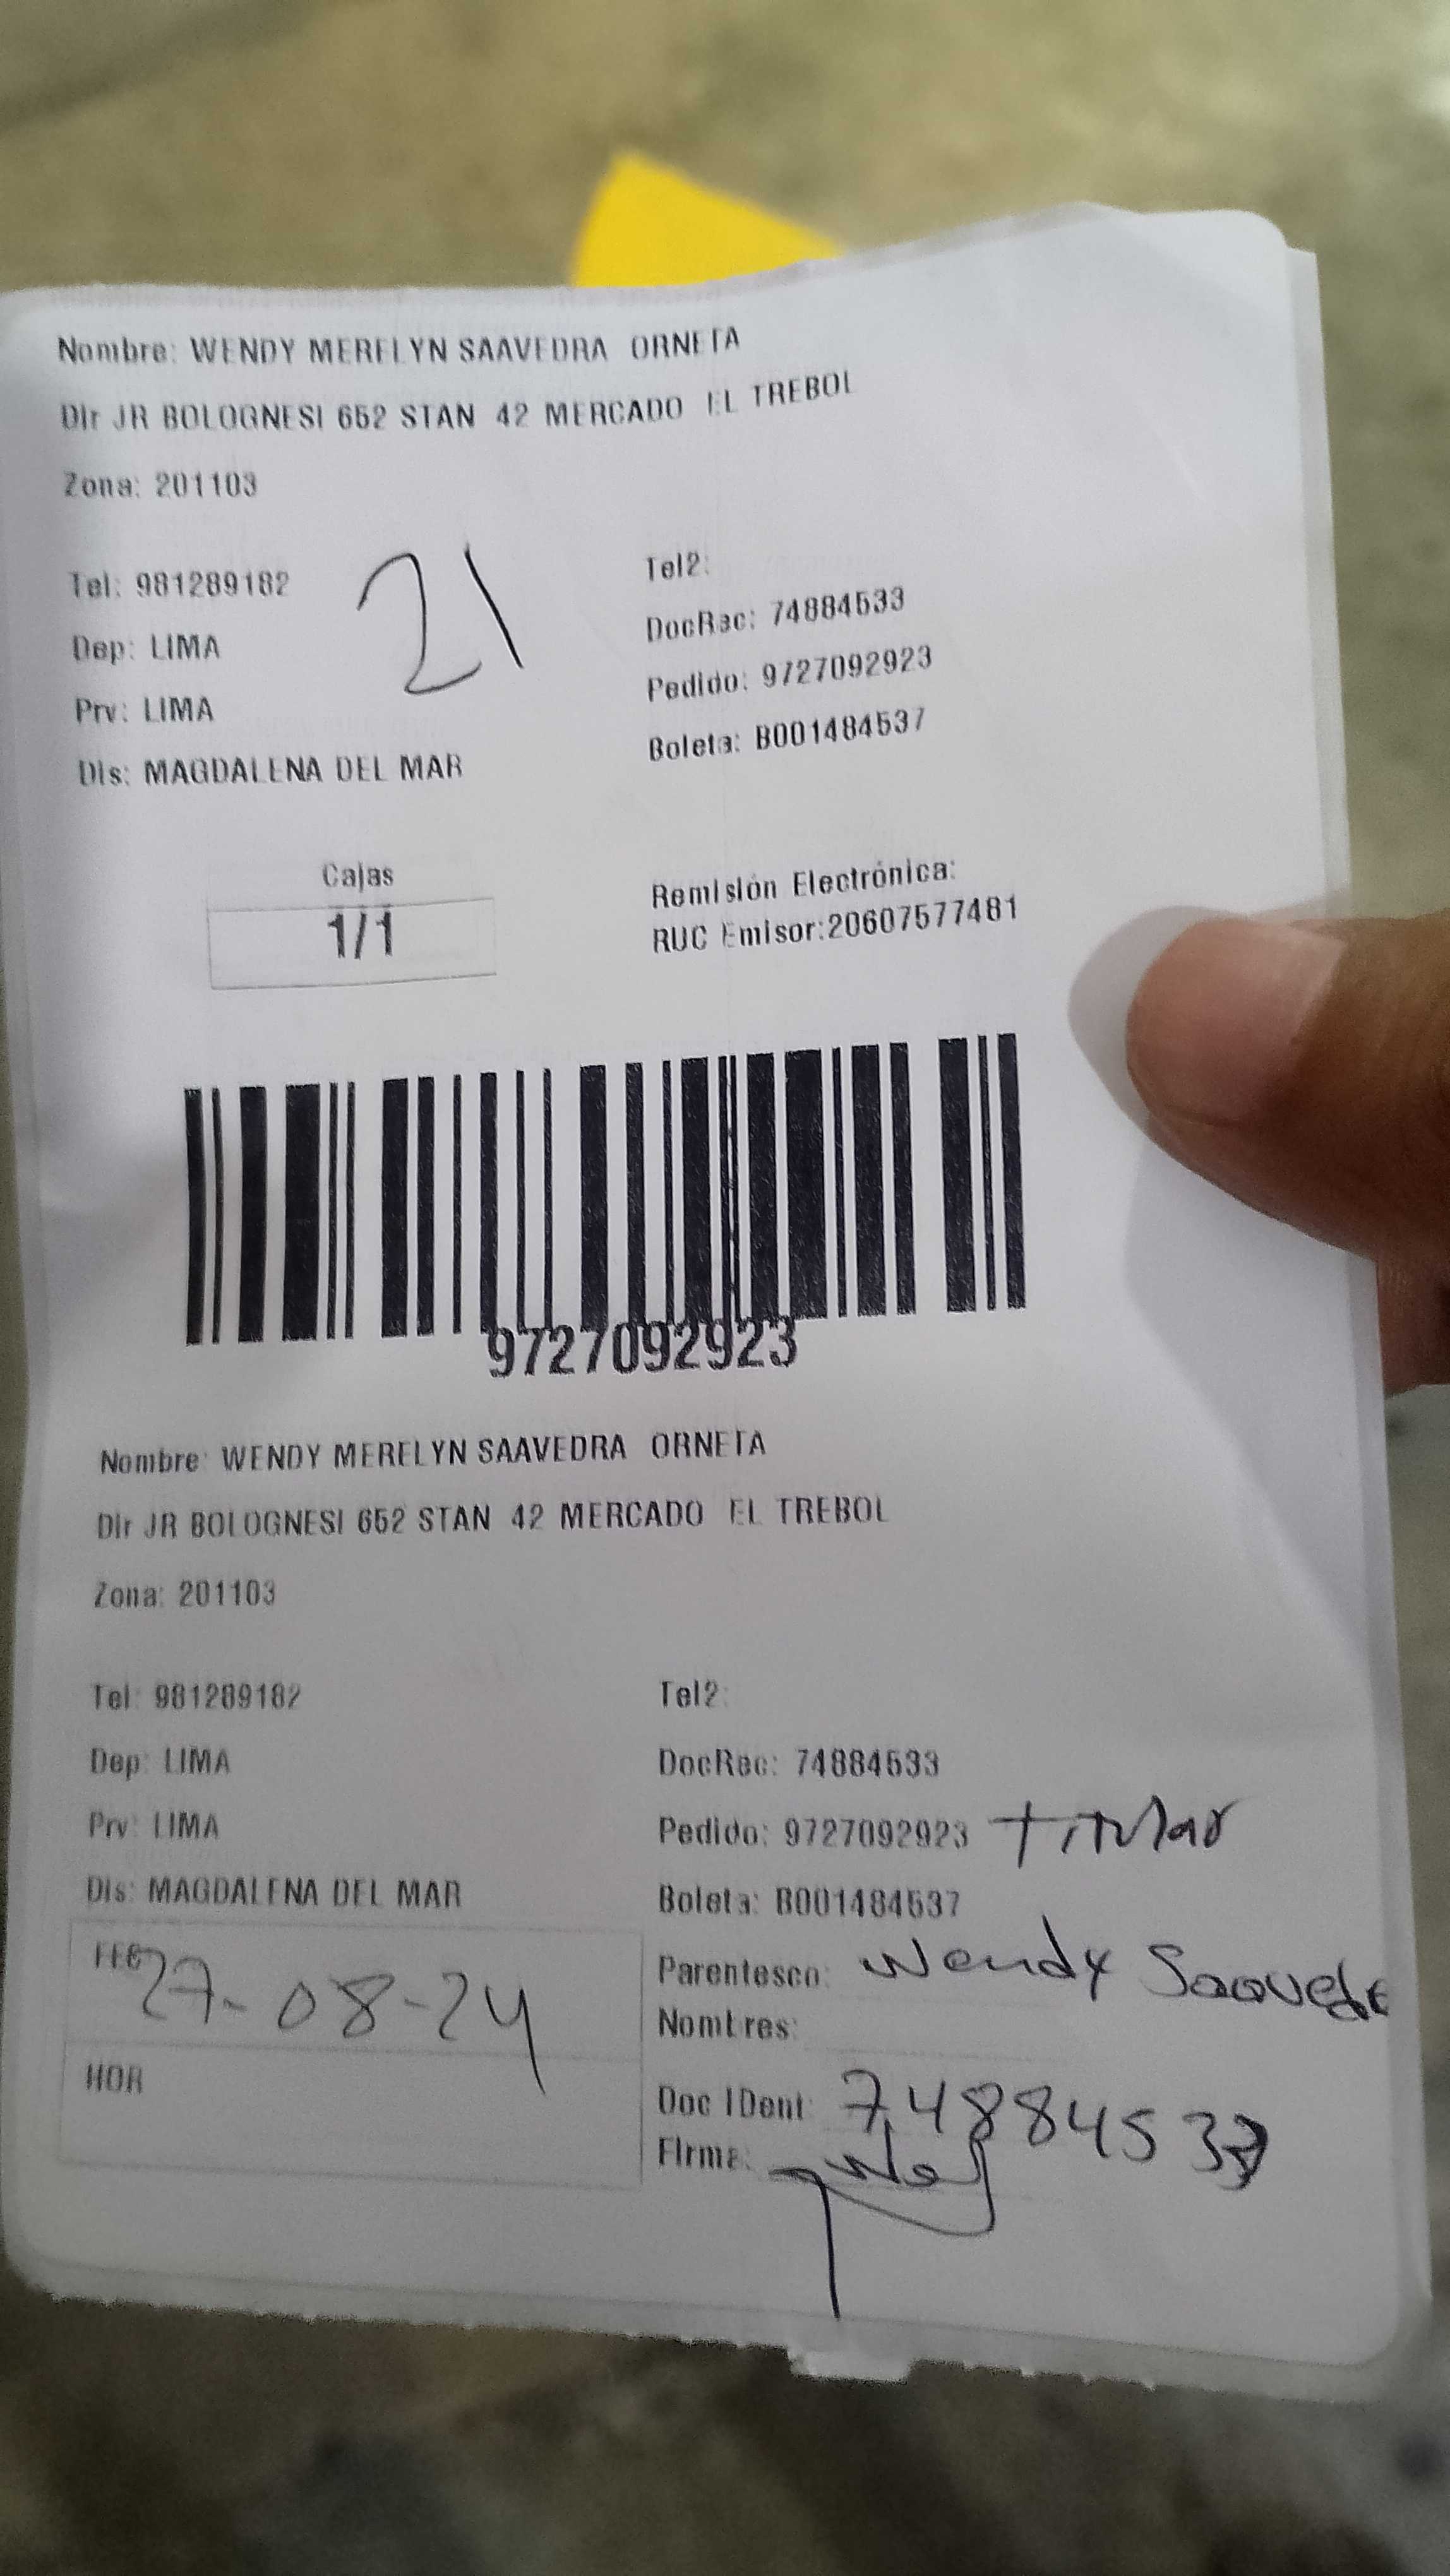 Nombre: WENDY MERELYN SAAVEDRA ORNETA
Dir JR BOLOGNESI 652 STAN 42 MERCADO EL TREBOL
Zona: 201103
21
Tel: 981289182
Tel2:
Dep: LIMA
DocRec: 74884533
Prv: LIMA
Pedido: 9727092923
Dis: MAGDALENA DEL MAR
Boleta: B001484537
Cajas
1/1
Remisión Electrónica:
RUC Emisor:20607577481
9727092923
Nombre: WENDY MERELYN SAAVEDRA ORNETA
Dir JR BOLOGNESI 652 STAN 42 MERCADO EL TREBOL
Zona: 201103
Tel: 981289182
Tel2:
Dep: LIMA
DocRec: 74884533
Prv: LIMA
Pedido: 9727092923 Titular
Dis: MAGDALENA DEL MAR
Boleta: B001484537
FEC 27-08-24
Parentesco: Wendy
Nombres:
HOR
Doc IDent:
Firma: